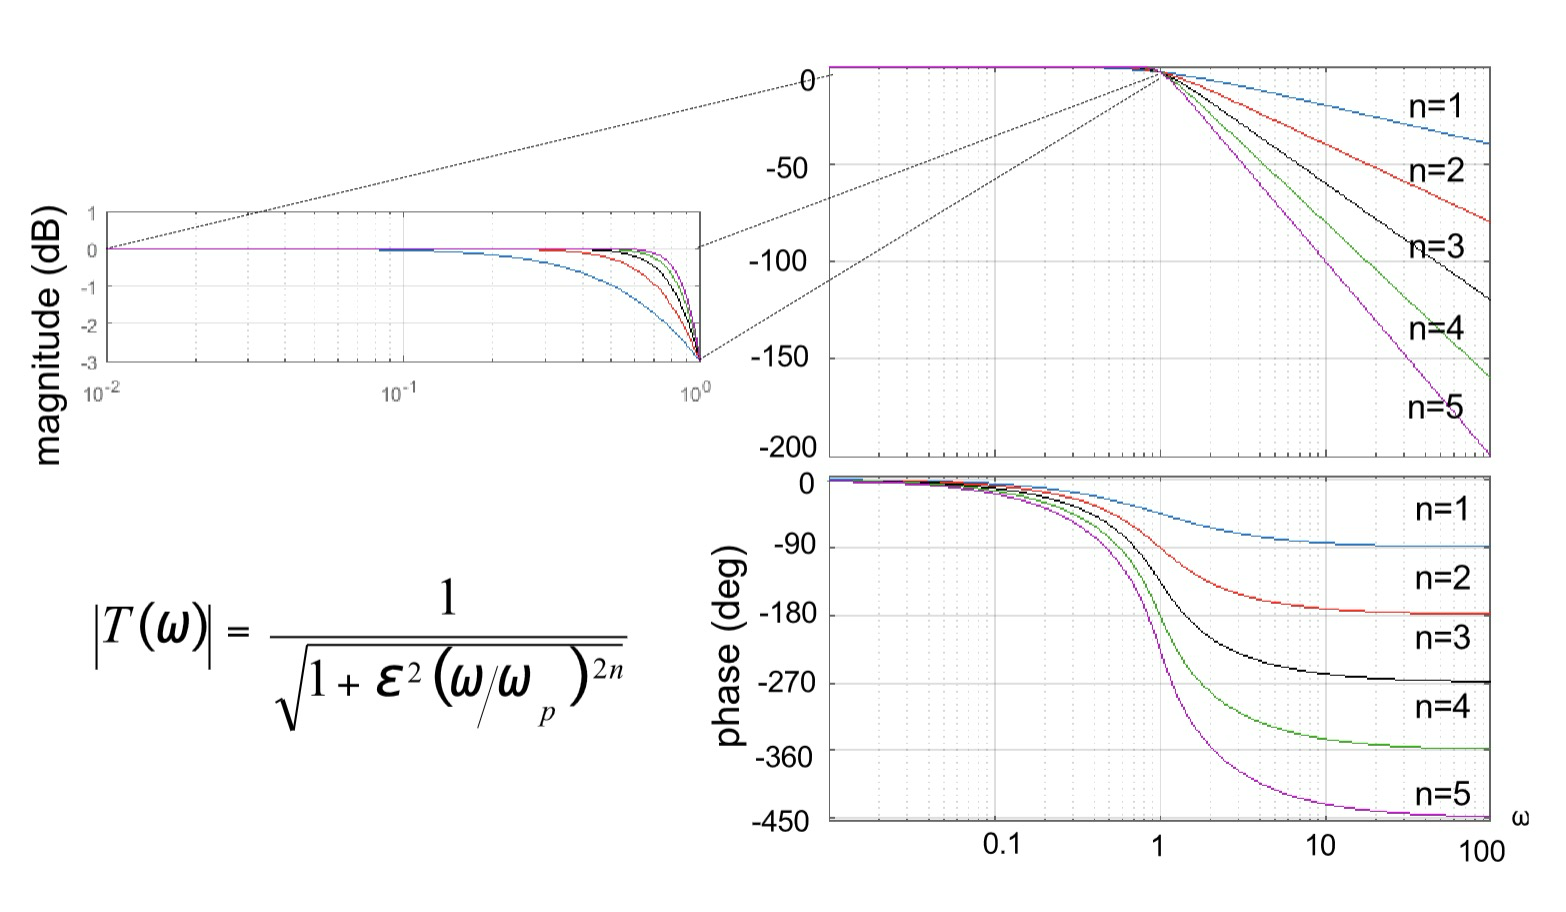 magnitude (dB)
1
0
-1
-2
-3
10^-2
10^-1
10^0
0
-50
-100
-150
-200
n=1
n=2
n=3
n=4
n=5
|T(ω)| = 1 / √(1 + ε² (ω/ω_p)^2n)
phase (deg)
0
-90
-180
-270
-360
-450
n=1
n=2
n=3
n=4
n=5
0.1
1
10
100
ω